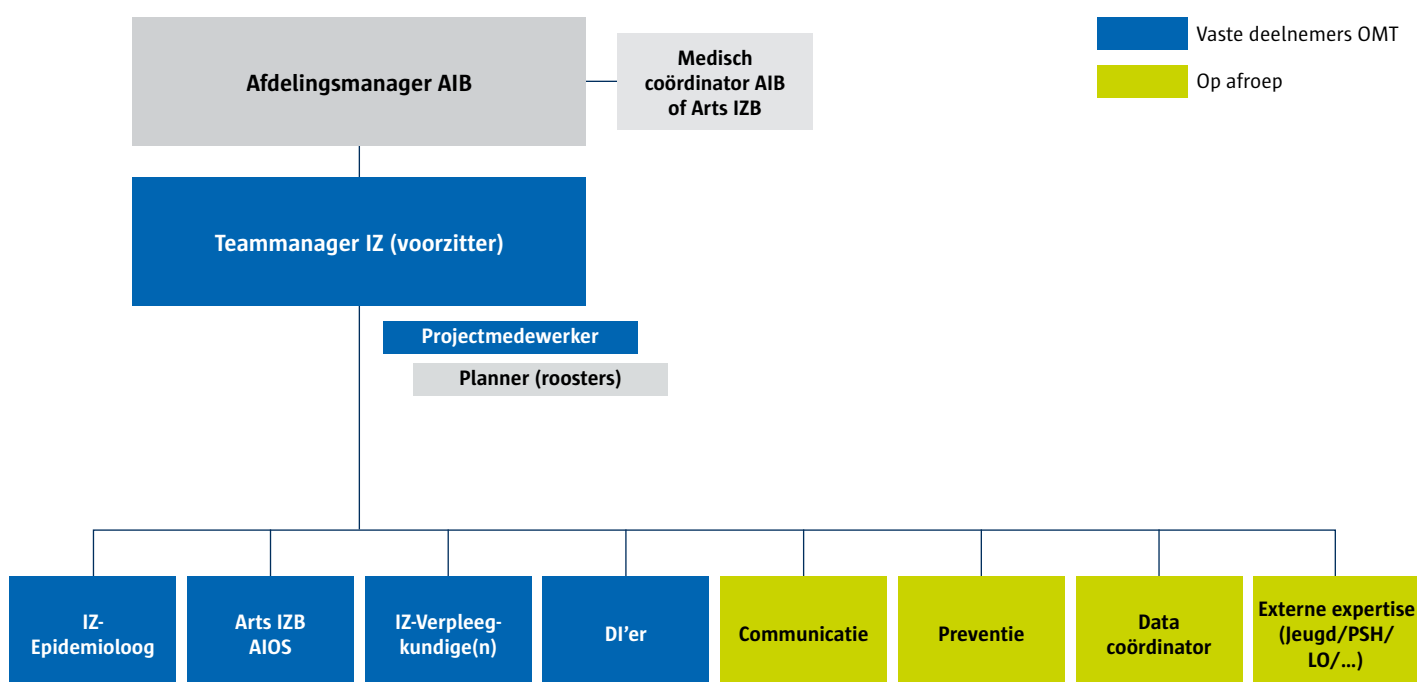 Afdelingsmanager AIB
Medisch
coördinator AIB
of Arts IZB
Vaste deelnemers OMT
Op afroep
Teammanager IZ (voorzitter)
Projectmedewerker
Planner (roosters)
IZ-
Epidemioloog
Arts IZB
AIOS
IZ-Verpleeg-
kundige(n)
DI’er
Communicatie
Preventie
Data
coördinator
Externe expertise
(Jeugd/PSH/
LO/...)